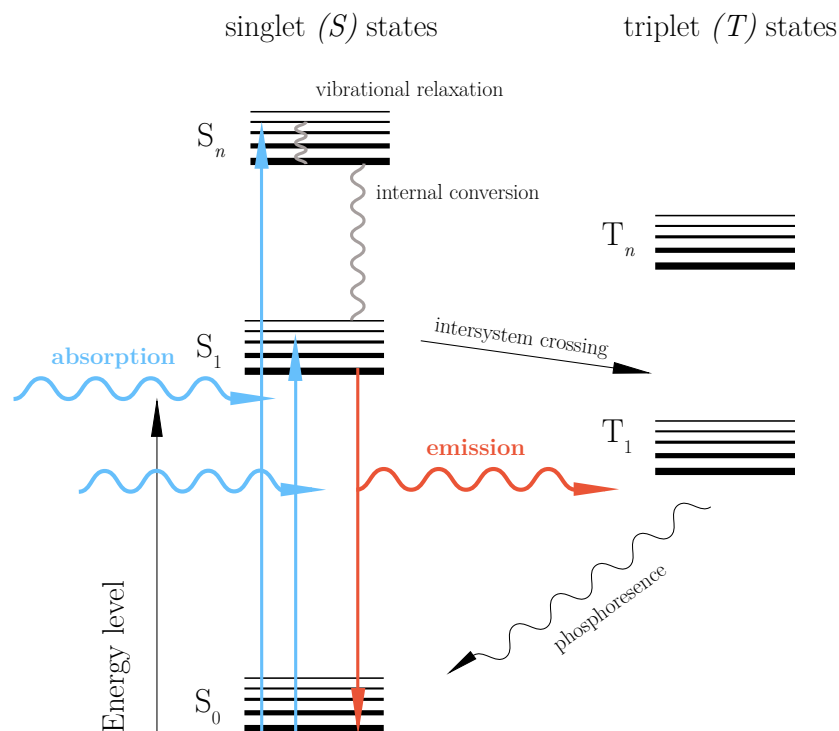 singlet (S) states
triplet (T) states
vibrational relaxation
Sn
internal conversion
Tn
intersystem crossing
S1
absorption
T1
emission
phosphoresence
Energy level
S0